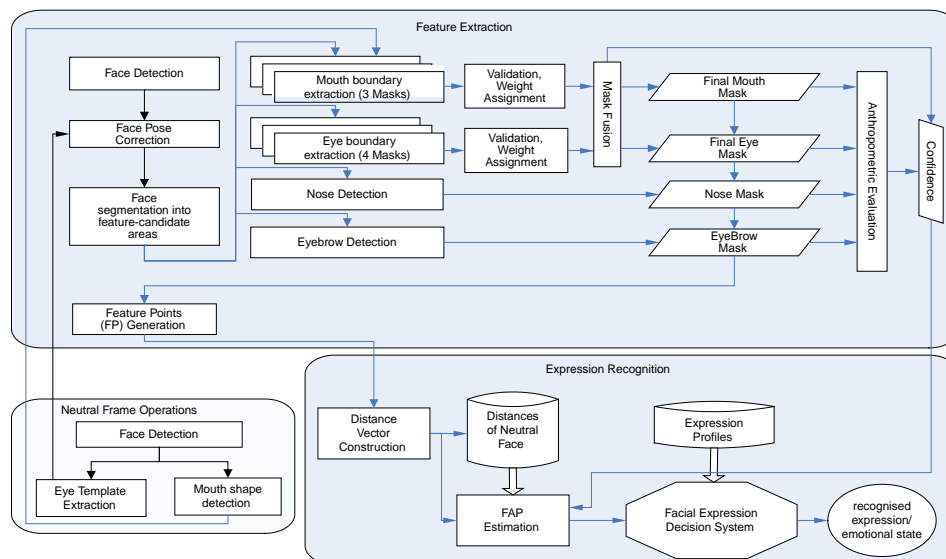 Feature Extraction
Face Detection
Face Pose
Correction
Face
segmentation into
feature-candidate
areas
Mouth boundary
extraction (3 Masks)
Validation,
Weight
Assignment
Eye boundary
extraction (4 Masks)
Validation,
Weight
Assignment
Nose Detection
Eyebrow Detection
Mask Fusion
Final Mouth
Mask
Final Eye
Mask
Nose Mask
EyeBrow
Mask
Anthropometric Evaluation
Confidence
Feature Points
(FP) Generation
Expression Recognition
Distance
Vector
Construction
Distances
of Neutral
Face
Expression
Profiles
FAP
Estimation
Facial Expression
Decision System
recognised
expression/
emotional state
Neutral Frame Operations
Face Detection
Eye Template
Extraction
Mouth shape
detection